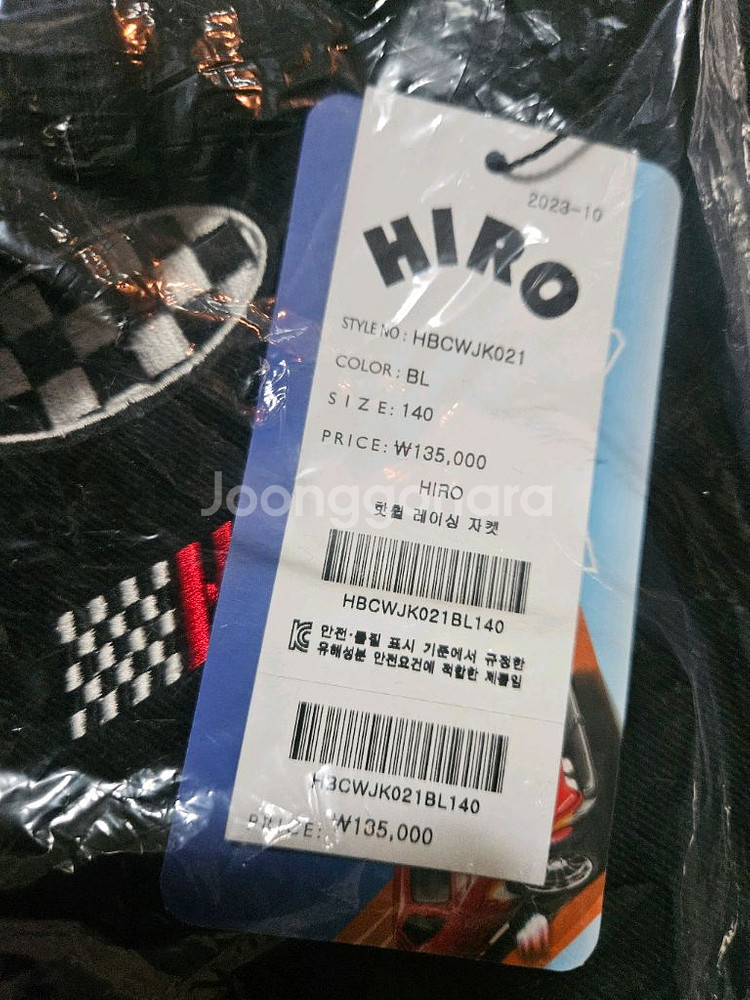 2023-10
HIRO
STYLE NO : HBCWJK021
COLOR : BL
SIZE: 140
PRICE: ₩135,000
HIRO
Joonggonara
핫휠 레이싱 자켓
HBCWJK021BL140
안전·품질 표시 기준에서 규정한
유해성분 안전요건에 적합한 제품임
HBCWJK021BL140
PRICE: ₩135,000